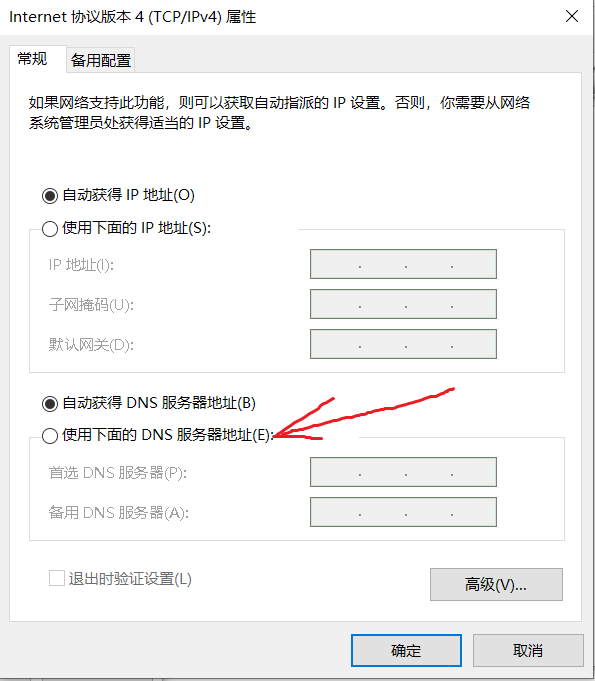 Internet 协议版本 4 (TCP/IPv4) 属性
常规
备用配置
如果网络支持此功能，则可以获取自动指派的 IP 设置。否则，你需要从网络
系统管理员处获得适当的 IP 设置。
自动获得 IP 地址(O)
使用下面的 IP 地址(S):
IP 地址(I):
子网掩码(U):
默认网关(D):
自动获得 DNS 服务器地址(B)
使用下面的 DNS 服务器地址(E):
首选 DNS 服务器(P):
备用 DNS 服务器(A):
退出时验证设置(L)
高级(V)...
确定
取消